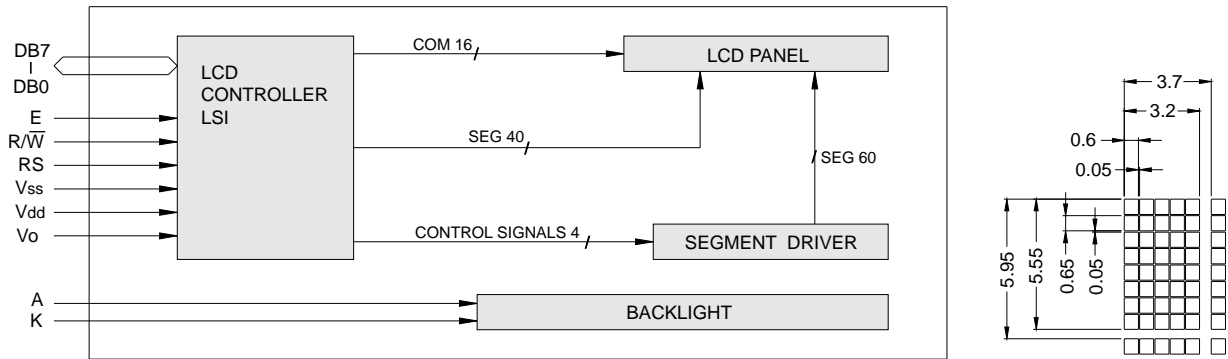 DB7
DB0
E
R/W̅
RS
Vss
Vdd
Vo
A
K
LCD
CONTROLLER
LSI
COM 16
LCD PANEL
SEG 40
SEG 60
CONTROL SIGNALS 4
SEGMENT DRIVER
BACKLIGHT
3.7
3.2
0.6
0.05
5.95
5.55
0.65
0.05